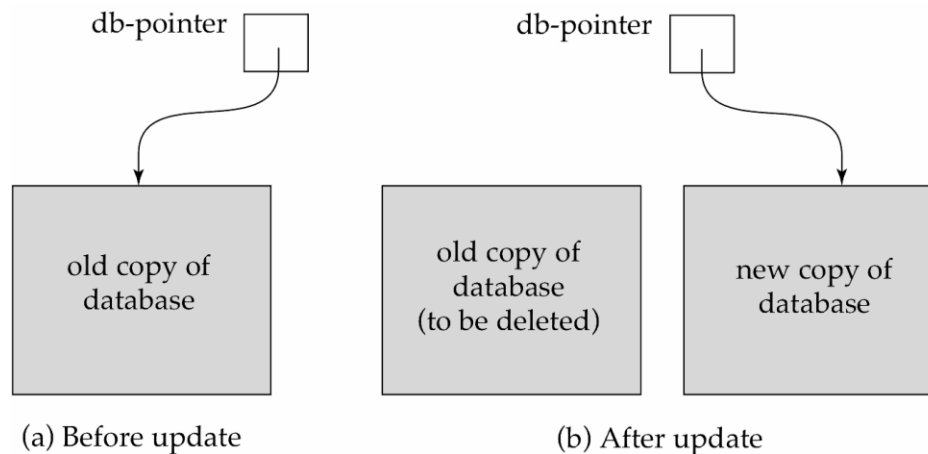 db-pointer
old copy of
database
(a) Before update
db-pointer
old copy of
database
(to be deleted)
new copy of
database
(b) After update